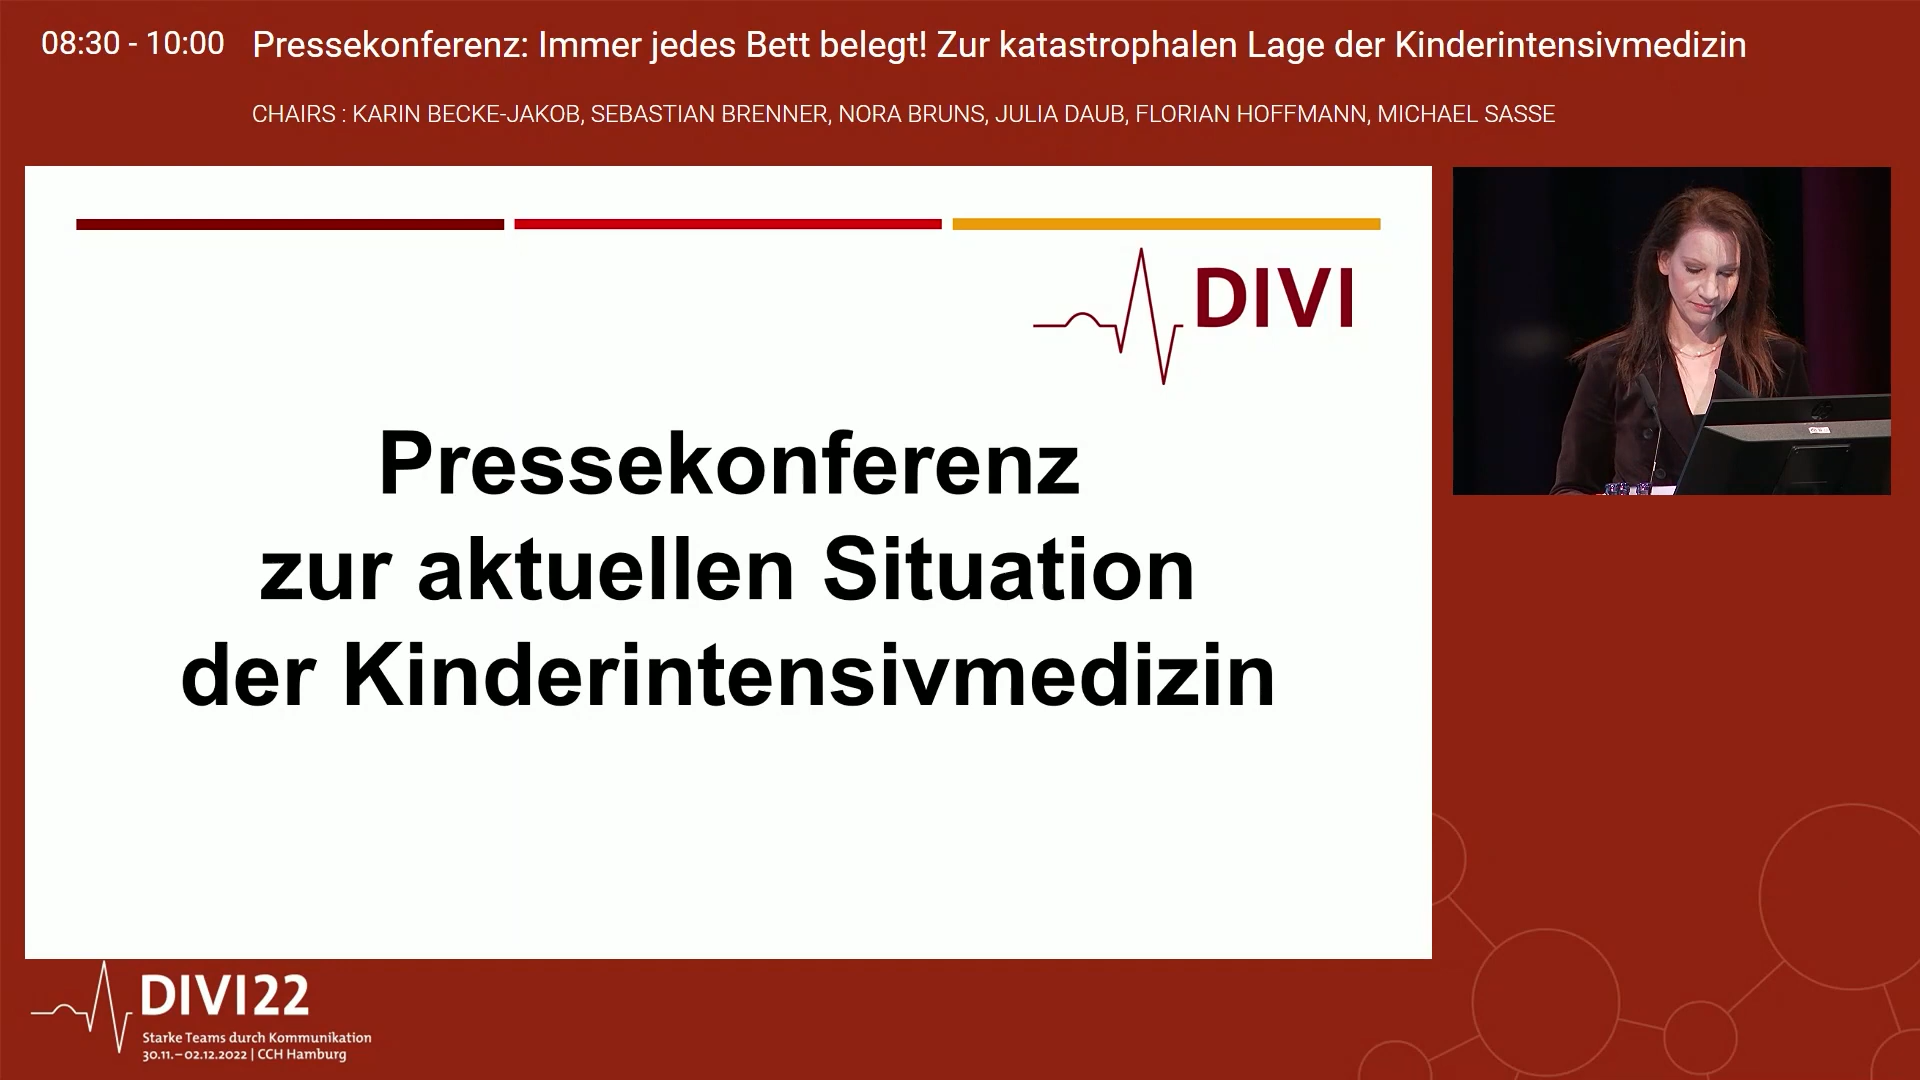 08:30 - 10:00 Pressekonferenz: Immer jedes Bett belegt! Zur katastrophalen Lage der Kinderintensivmedizin
CHAIRS : KARIN BECKE-JAKOB, SEBASTIAN BRENNER, NORA BRUNS, JULIA DAUB, FLORIAN HOFFMANN, MICHAEL SASSE
DIVI
Pressekonferenz
zur aktuellen Situation
der Kinderintensivmedizin
DIVI22
Starke Teams durch Kommunikation
30.11.–02.12.2022 | CCH Hamburg